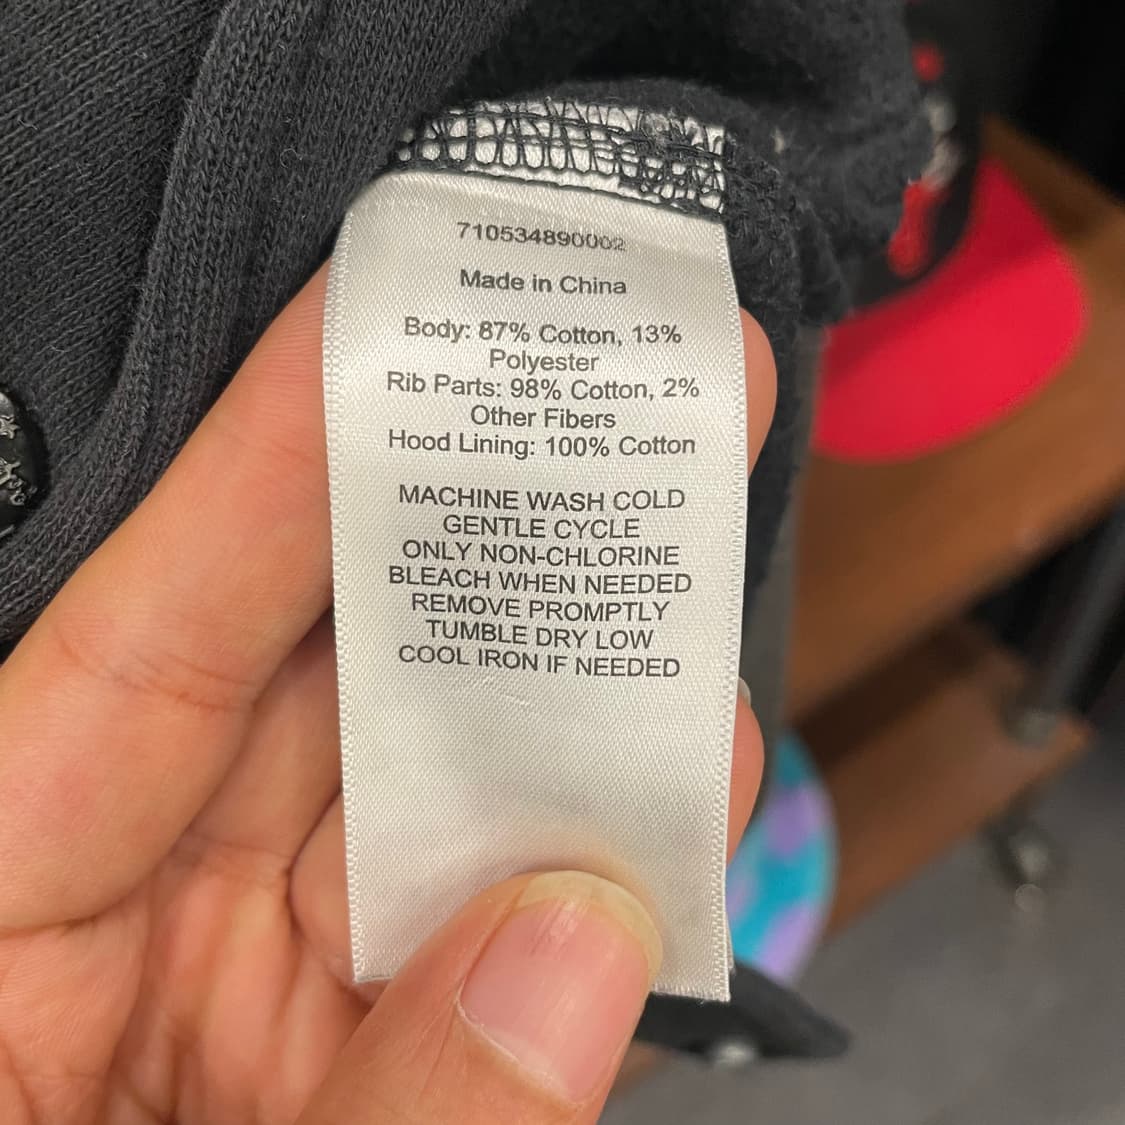 710534890002
Made in China
Body: 87% Cotton, 13%
Polyester
Rib Parts: 98% Cotton, 2%
Other Fibers
Hood Lining: 100% Cotton
MACHINE WASH COLD
GENTLE CYCLE
ONLY NON-CHLORINE
BLEACH WHEN NEEDED
REMOVE PROMPTLY
TUMBLE DRY LOW
COOL IRON IF NEEDED